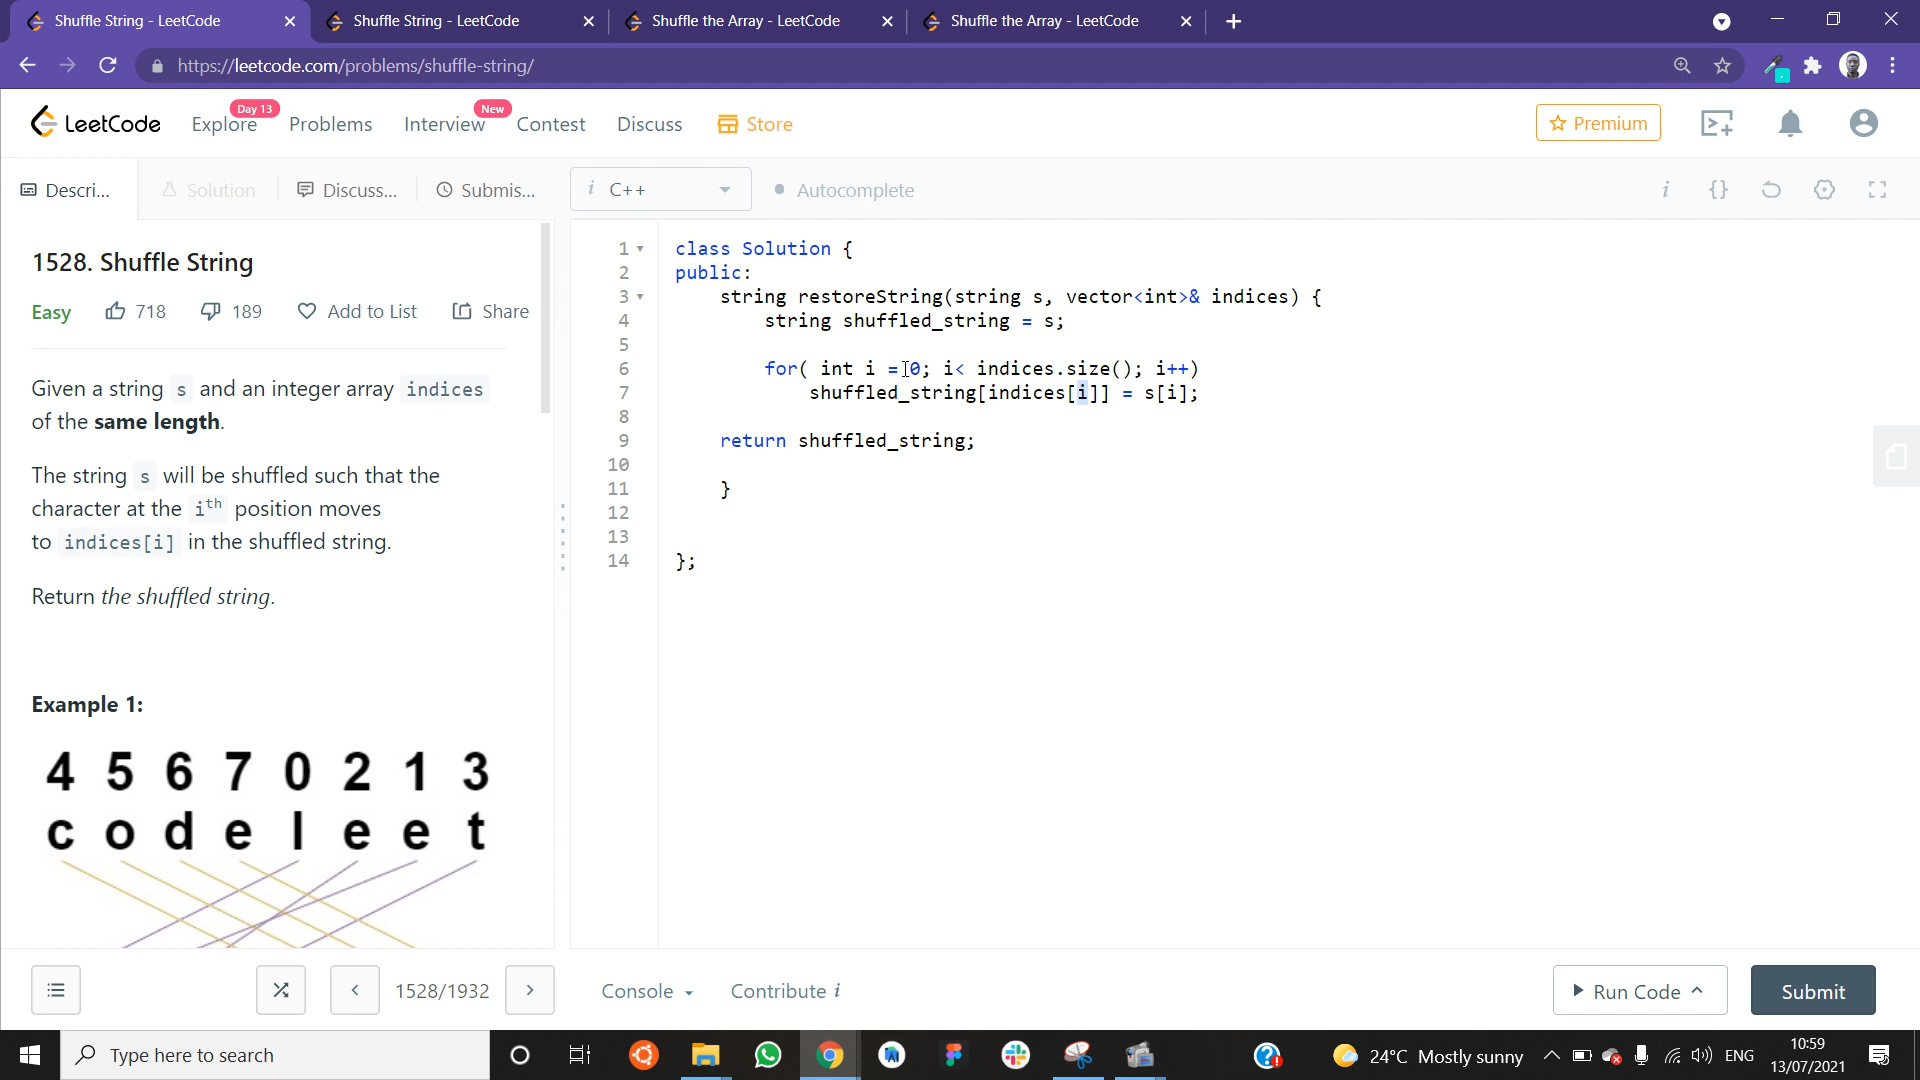 Shuffle String - LeetCode
Shuffle String - LeetCode
Shuffle the Array - LeetCode
Shuffle the Array - LeetCode
https://leetcode.com/problems/shuffle-string/
LeetCode
Explore
Day 13
Problems
Interview
New
Contest
Discuss
Store
Premium
Descri...
Solution
Discuss...
Submis...
i C++
Autocomplete
i {}
1528. Shuffle String
Easy 718 189 Add to List Share
Given a string s and an integer array indices
of the same length.
The string s will be shuffled such that the
character at the ith position moves
to indices[i] in the shuffled string.
Return the shuffled string.
Example 1:
4 5 6 7 0 2 1 3
c o d e l e e t
1 class Solution {
2 public:
3 string restoreString(string s, vector<int>& indices) {
4 string shuffled_string = s;
5
6 for( int i =0; i< indices.size(); i++)
7 shuffled_string[indices[i]] = s[i];
8
9 return shuffled_string;
10
11 }
12
13
14 };
< 1528/1932 >
Console
Contribute i
Run Code
Submit
Type here to search
24°C Mostly sunny
ENG
10:59
13/07/2021